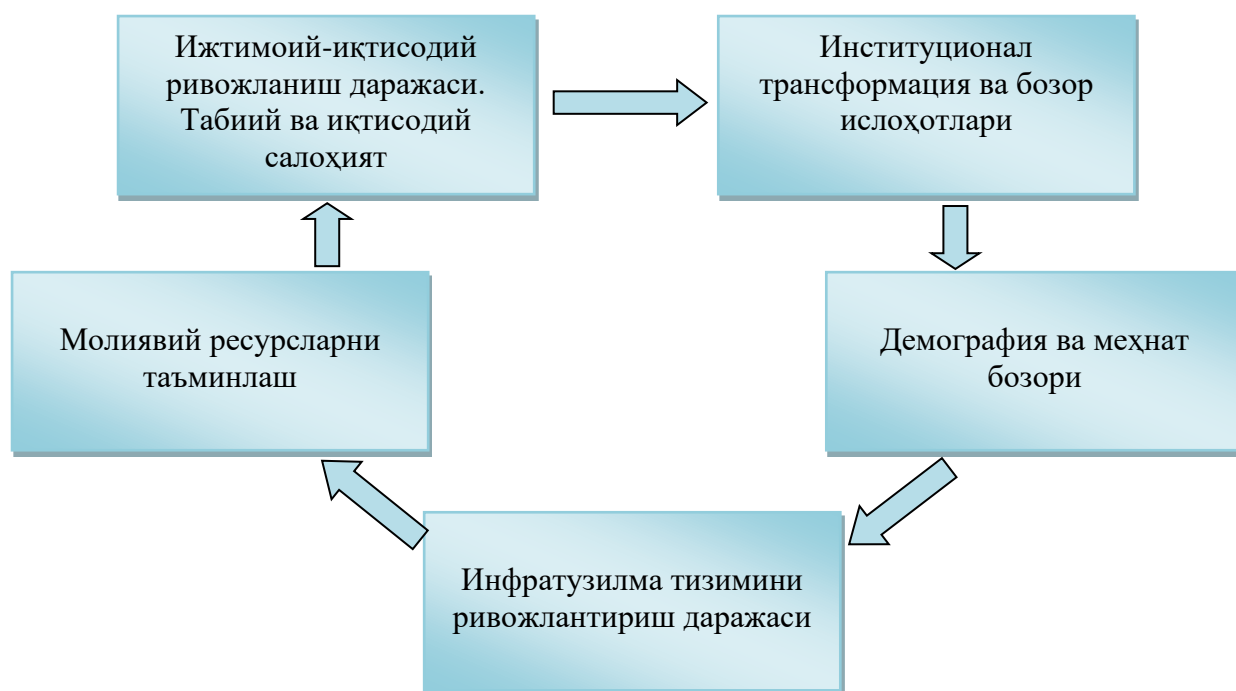 Ижтимоий-иқтисодий
ривожланиш даражаси.
Табиий ва иқтисодий
салоҳият
Институционал
трансформация ва бозор
ислоҳотлари
Молиявий ресурсларни
таъминлаш
Демография ва меҳнат
бозори
Инфратузилма тизимини
ривожлантириш даражаси